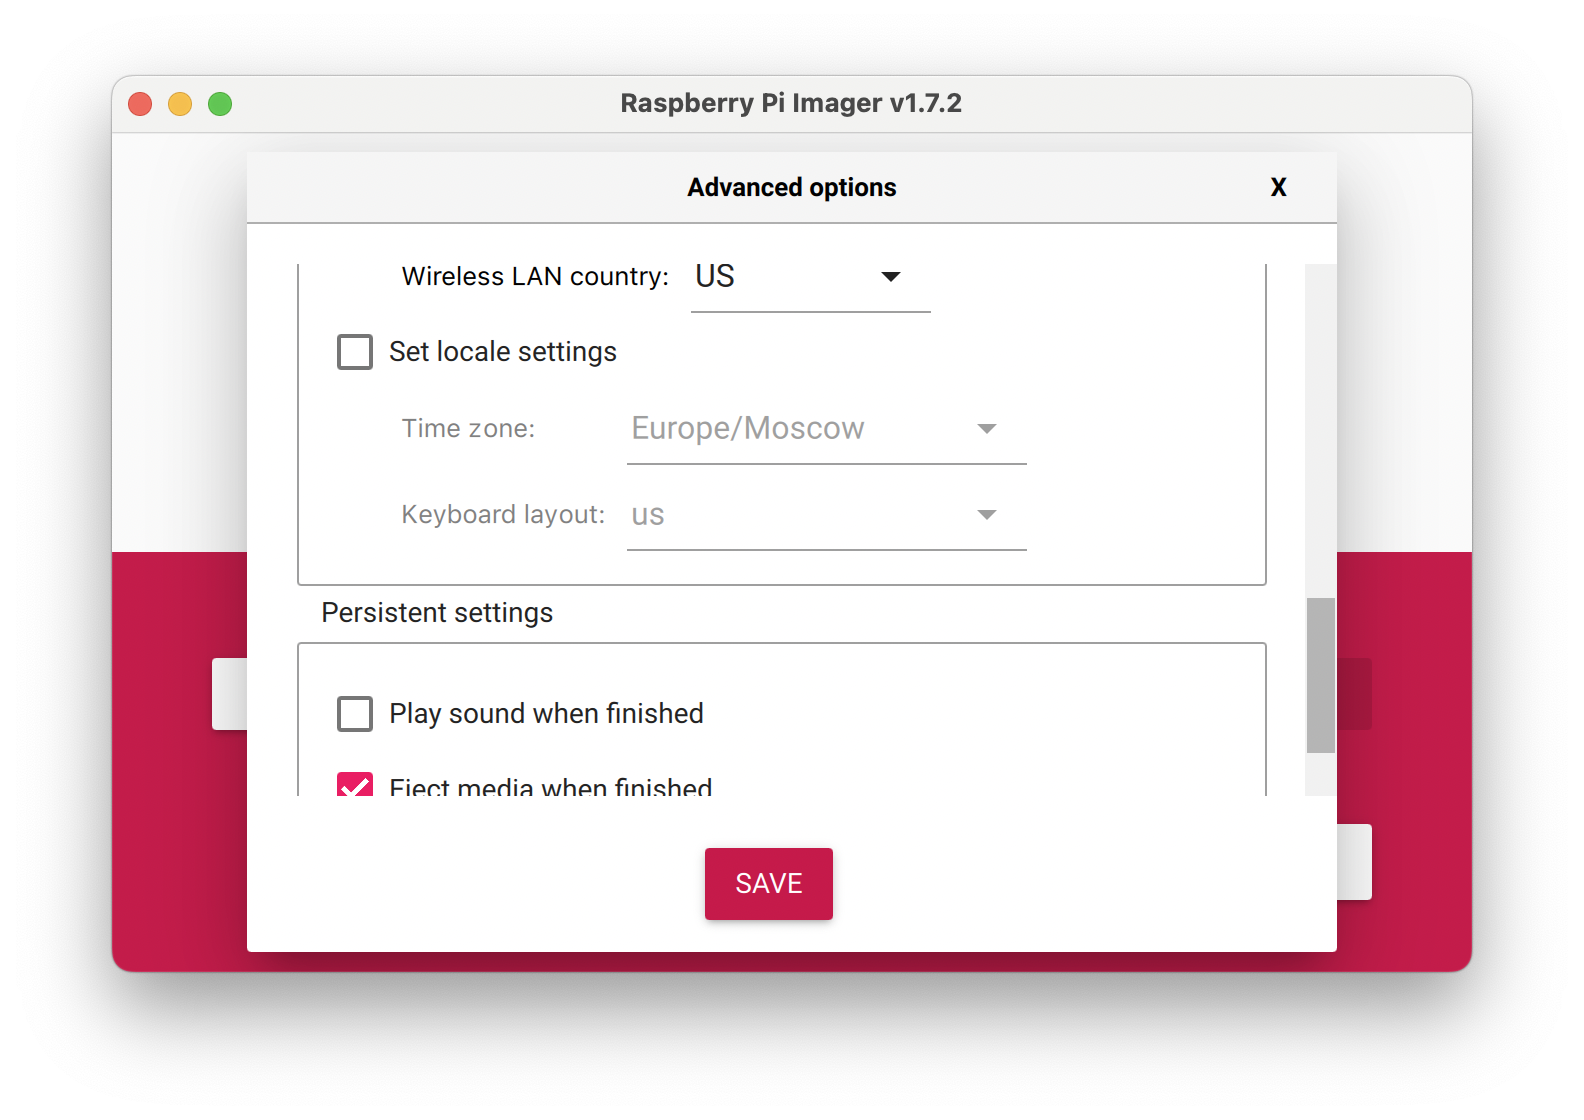 Raspberry Pi Imager v1.7.2
Advanced options X
Wireless LAN country: US
Set locale settings
Time zone: Europe/Moscow
Keyboard layout: us
Persistent settings
Play sound when finished
Eject media when finished
SAVE